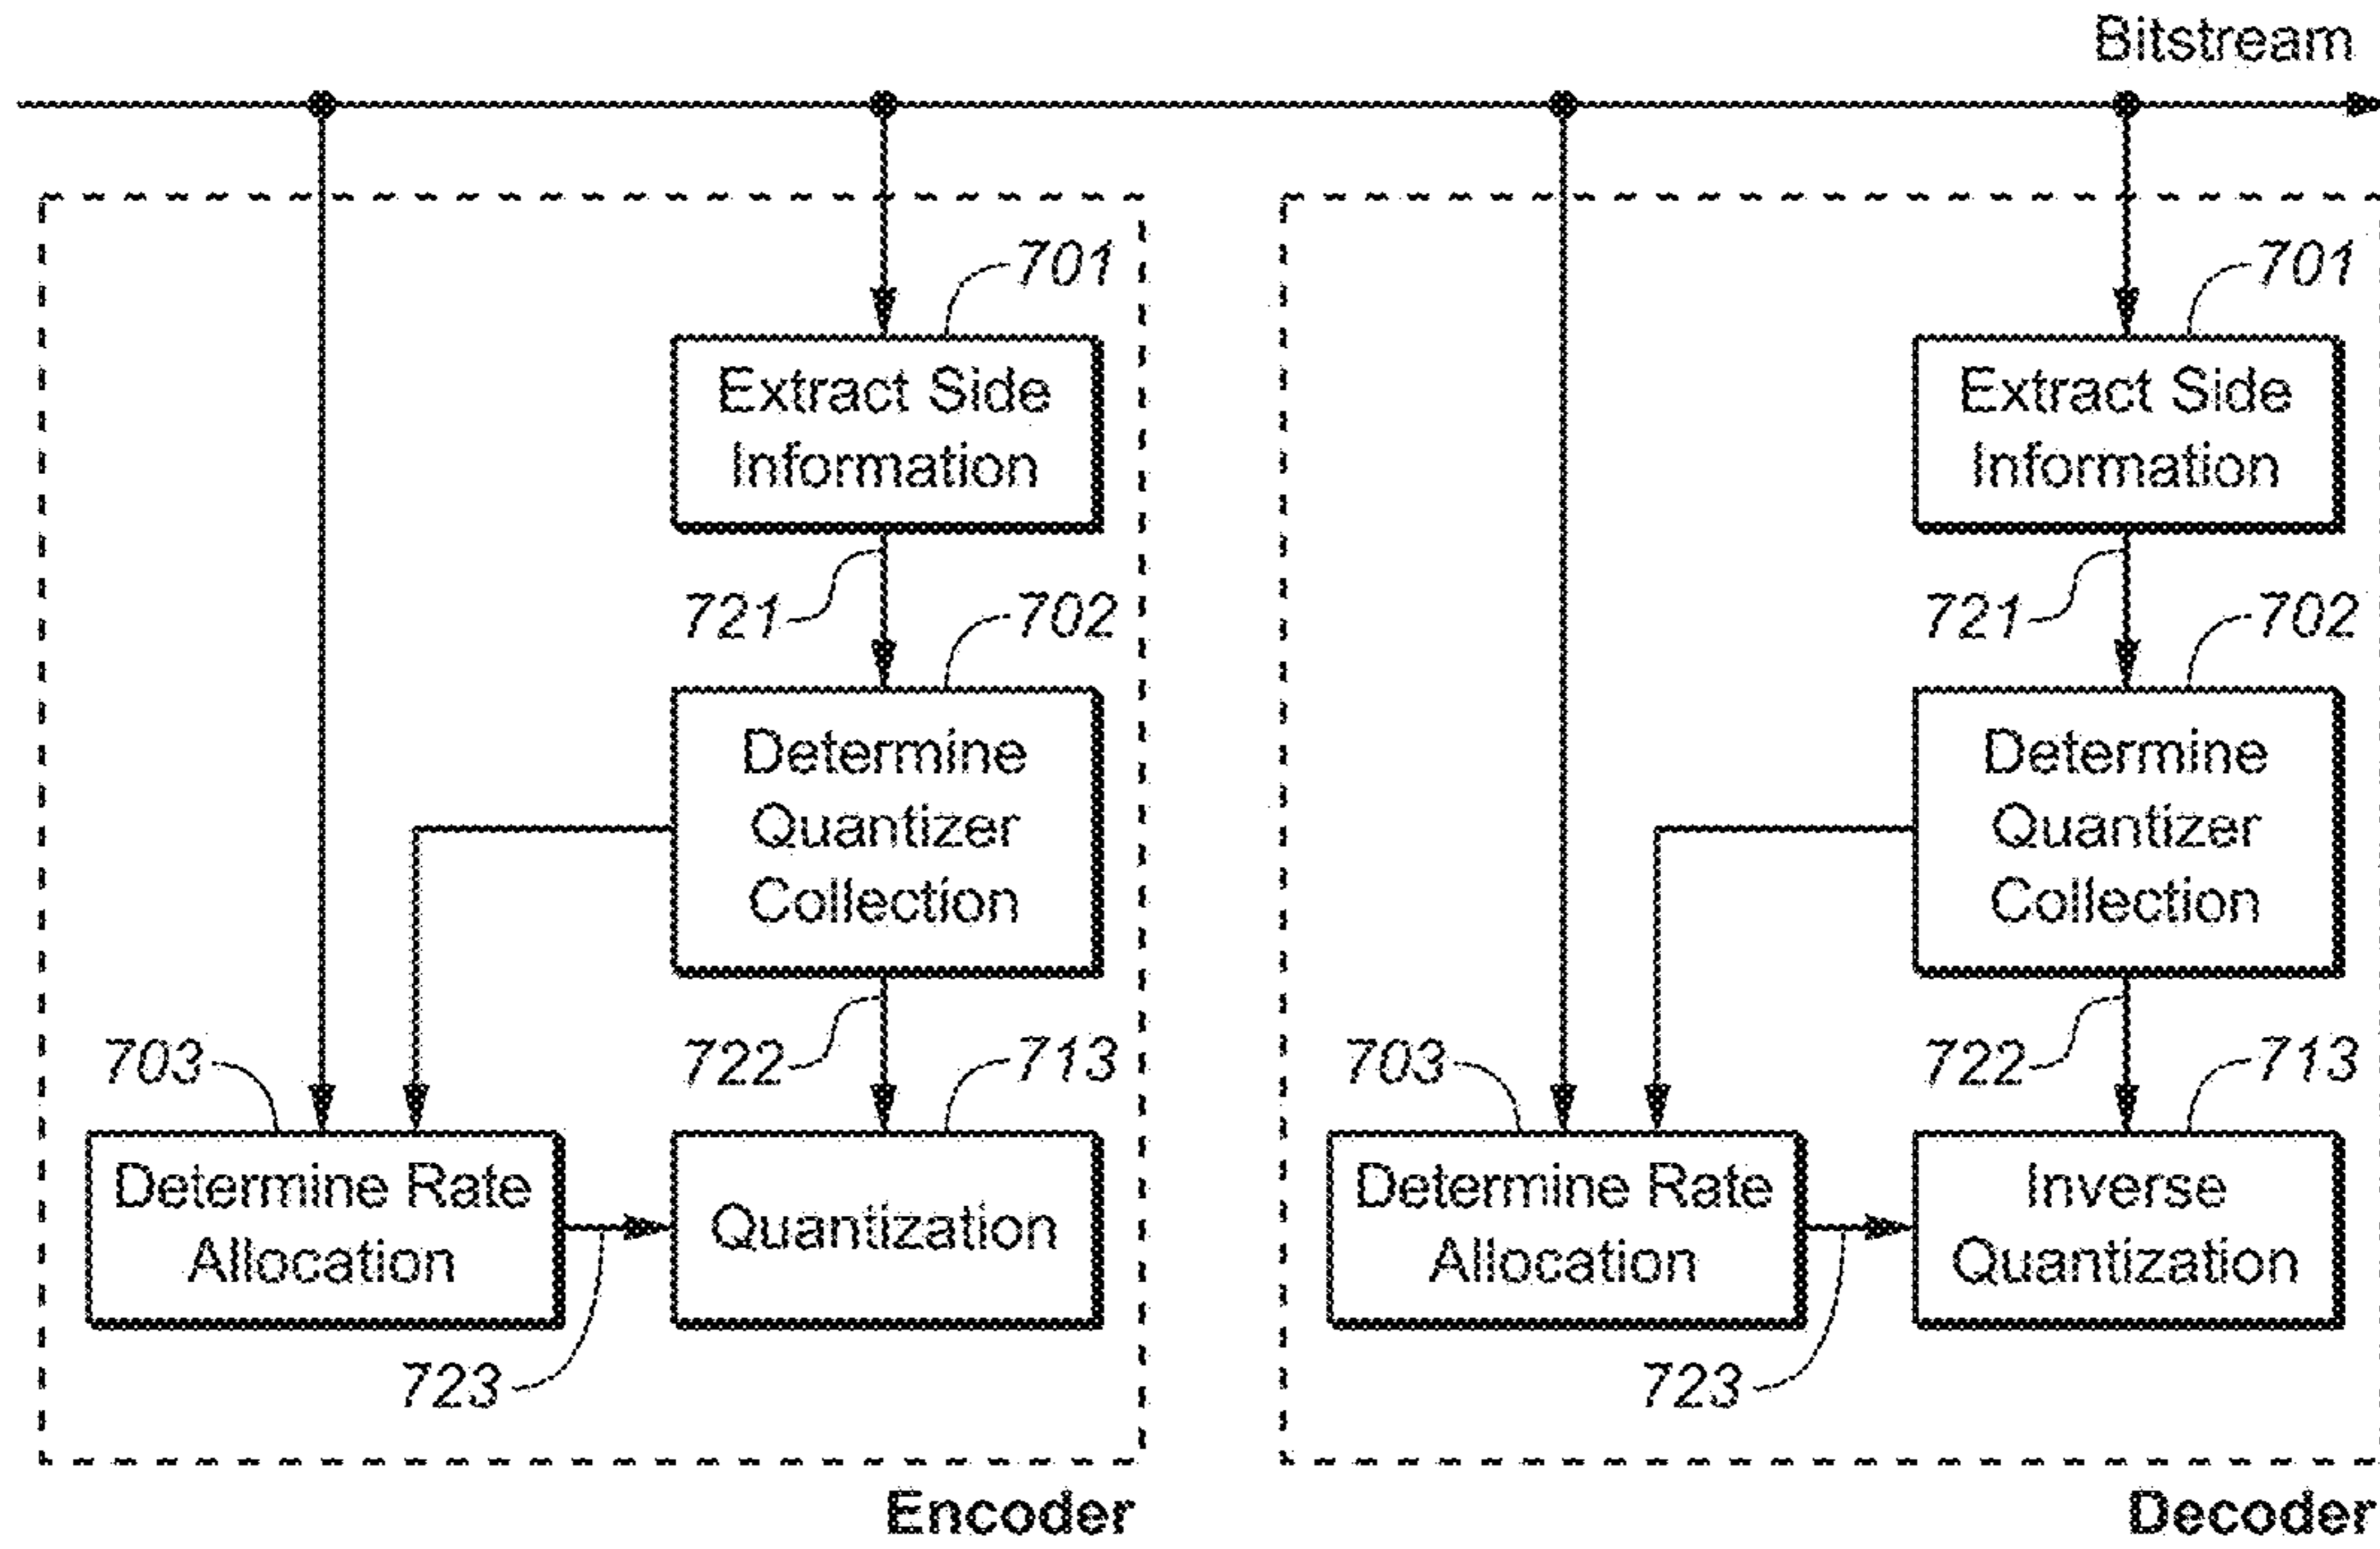 Bitstream
701
Extract Side
Information
721
702
Determine
Quantizer
Collection
703
722
713
Determine Rate
Allocation
Quantization
723
Encoder
701
Extract Side
Information
721
702
Determine
Quantizer
Collection
703
722
713
Determine Rate
Allocation
Inverse
Quantization
723
Decoder